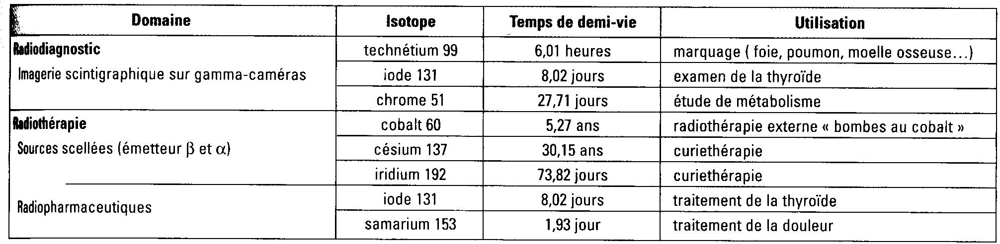 Domaine Isotope Temps de demi-vie Utilisation
Radiodiagnostic technétium 99 6,01 heures marquage ( foie, poumon, moelle osseuse...)
Imagerie scintigraphique sur gamma-caméras iode 131 8,02 jours examen de la thyroïde
chrome 51 27,71 jours étude de métabolisme
Radiothérapie cobalt 60 5,27 ans radiothérapie externe « bombes au cobalt »
Sources scellées (émetteur β et α) césium 137 30,15 ans curiethérapie
iridium 192 73,82 jours curiethérapie
Radiopharmaceutiques iode 131 8,02 jours traitement de la thyroïde
samarium 153 1,93 jour traitement de la douleur